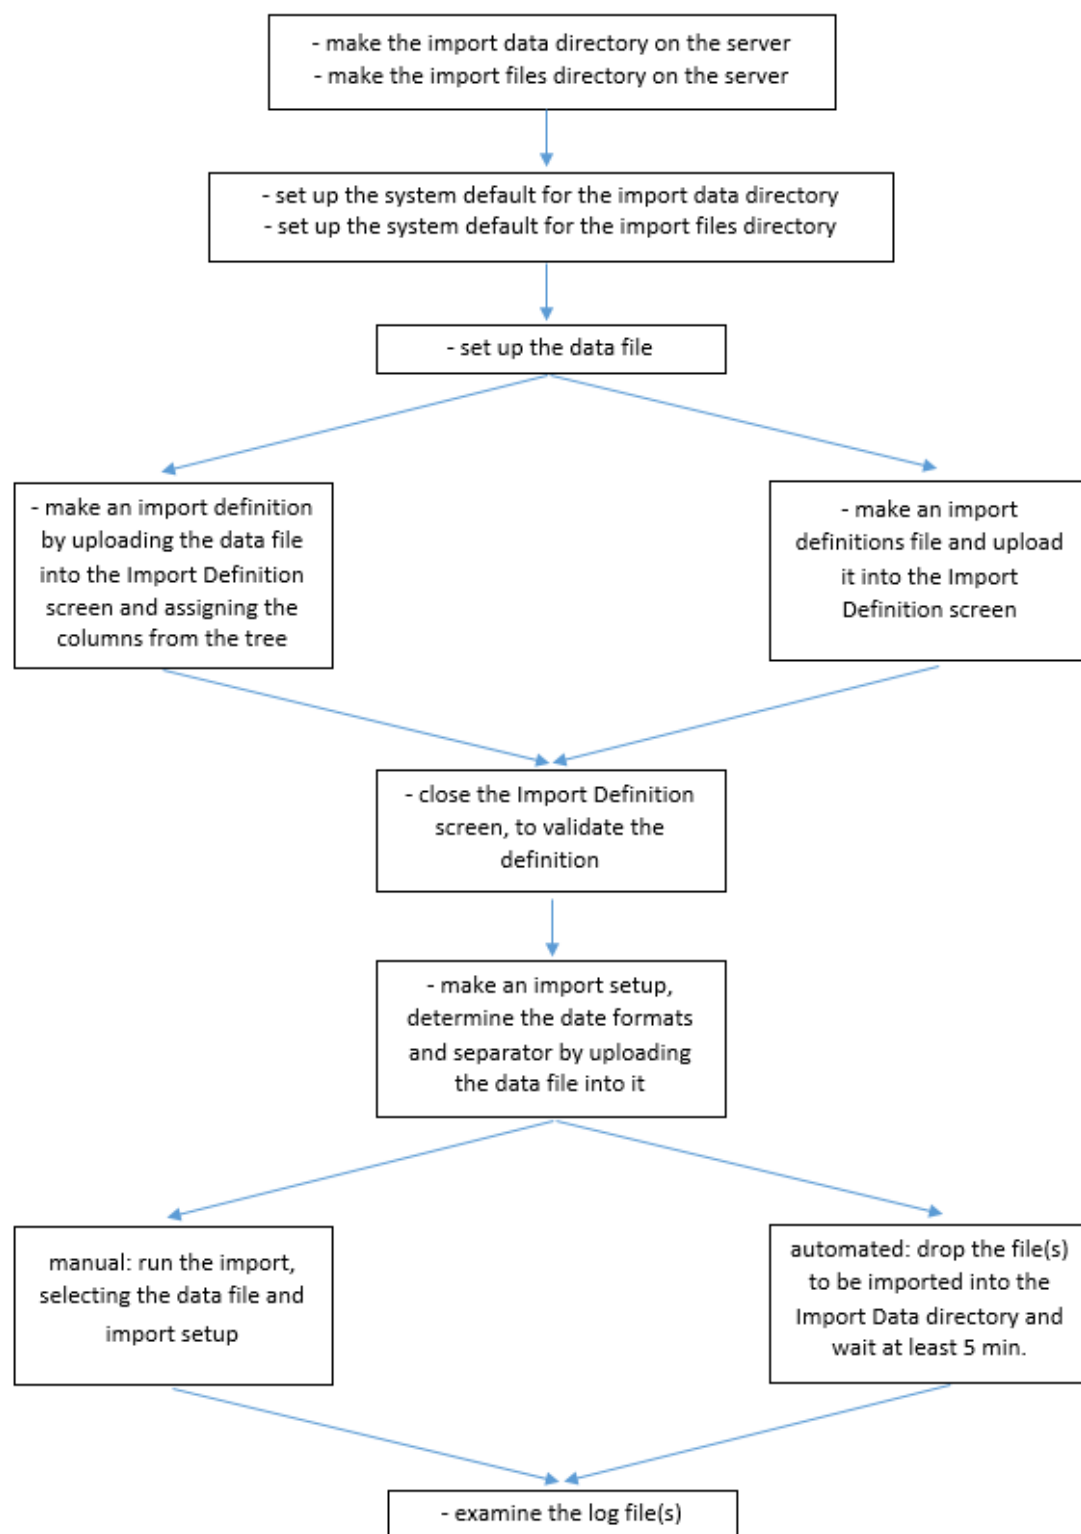 - make the import data directory on the server
- make the import files directory on the server
- set up the system default for the import data directory
- set up the system default for the import files directory
- set up the data file
- make an import definition
by uploading the data file
into the Import Definition
screen and assigning the
columns from the tree
- make an import
definitions file and upload
it into the Import
Definition screen
- close the Import Definition
screen, to validate the
definition
- make an import setup,
determine the date formats
and separator by uploading
the data file into it
manual: run the import,
selecting the data file and
import setup
automated: drop the file(s)
to be imported into the
Import Data directory and
wait at least 5 min.
- examine the log file(s)